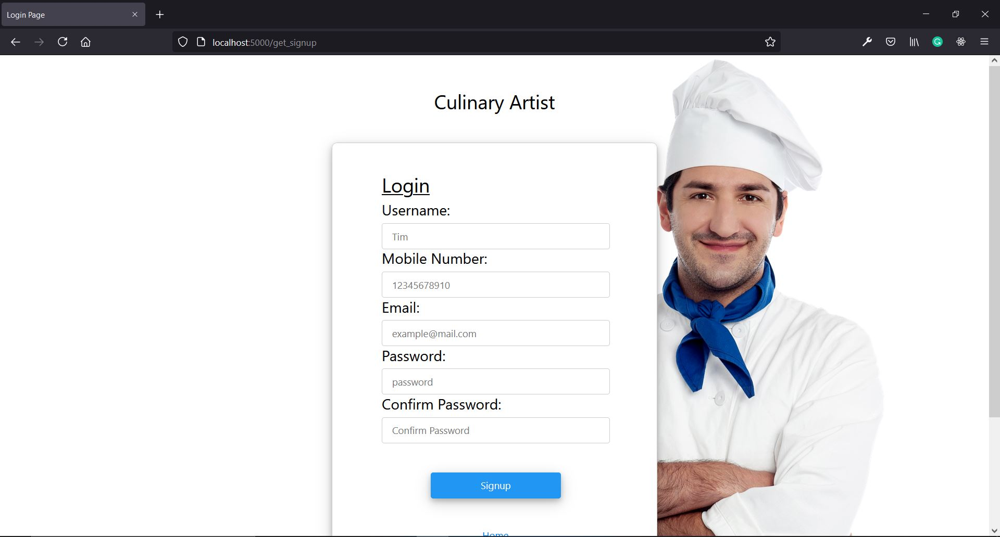 Login Page
localhost:5000/get_signup
Culinary Artist
Login
Username:
Tim
Mobile Number:
12345678910
Email:
example@mail.com
Password:
password
Confirm Password:
Confirm Password
Signup
Home